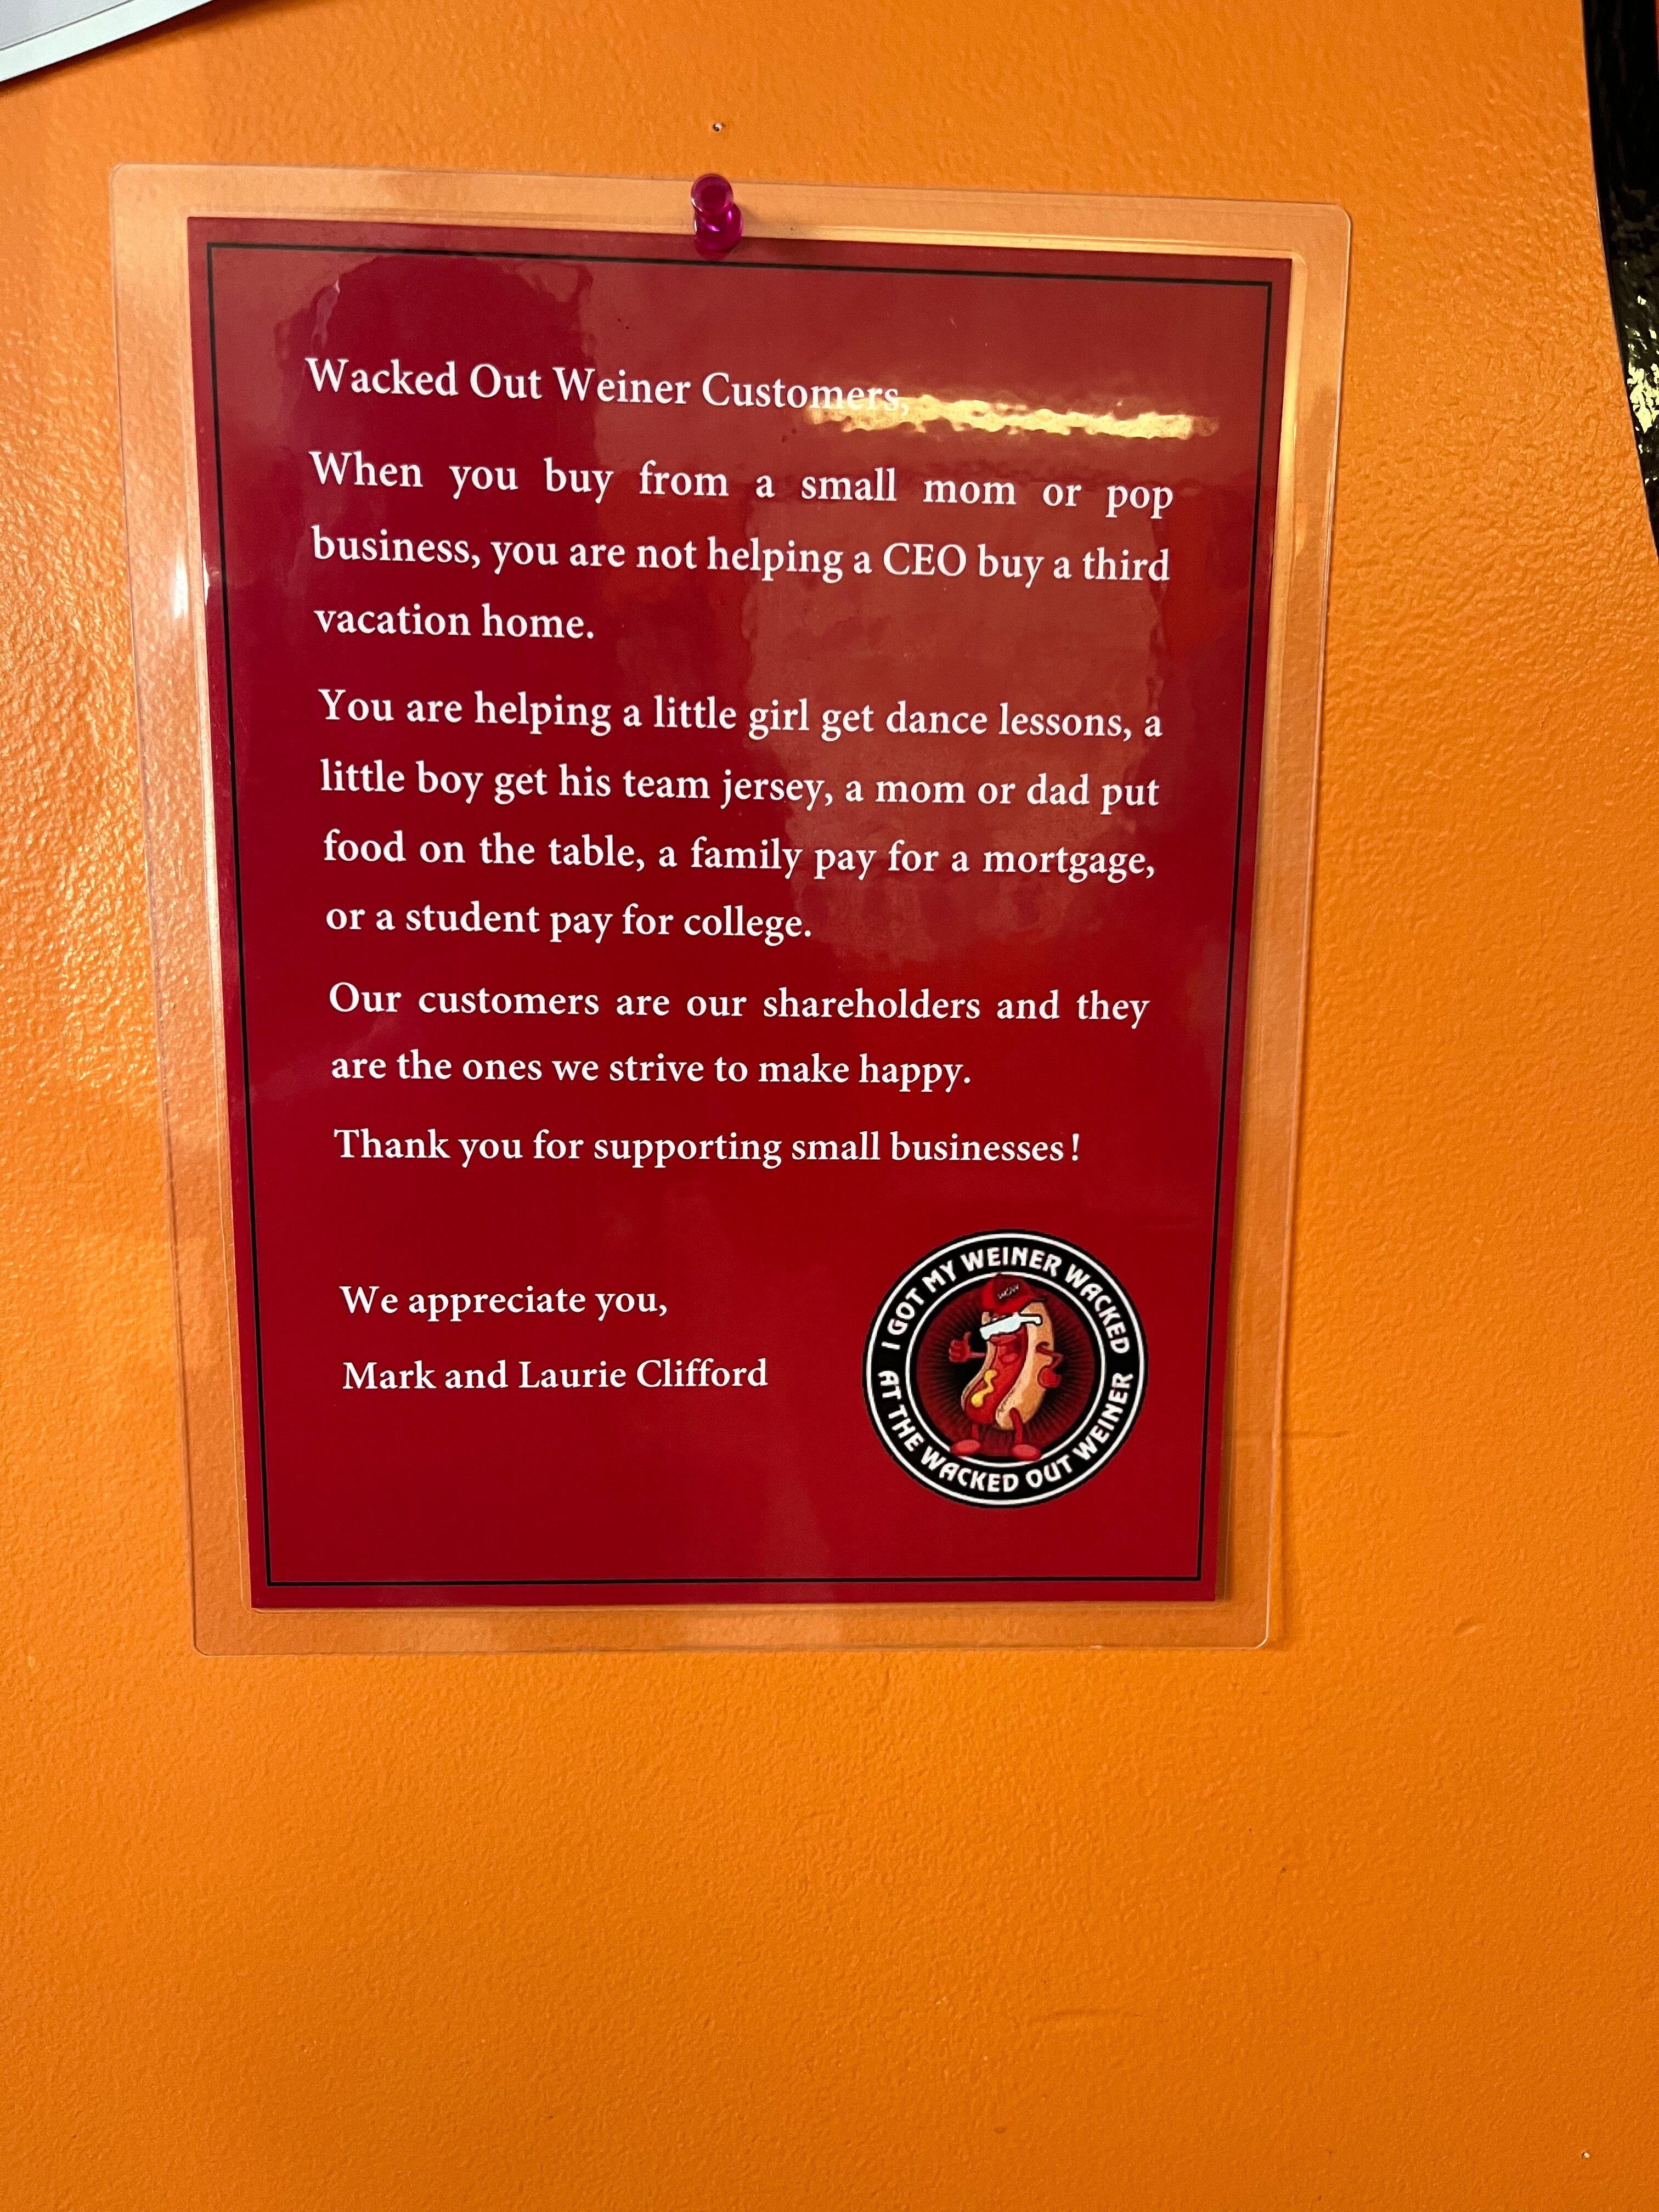 Wacked Out Weiner Customers,
When you buy from a small mom or pop
business, you are not helping a CEO buy a third
vacation home.
You are helping a little girl get dance lessons, a
little boy get his team jersey, a mom or dad put
food on the table, a family pay for a mortgage,
or a student pay for college.
Our customers are our shareholders and they
are the ones we strive to make happy.
Thank you for supporting small businesses!
We appreciate you,
Mark and Laurie Clifford
I GOT MY WEINER WACKED
AT THE WACKED OUT WEINER